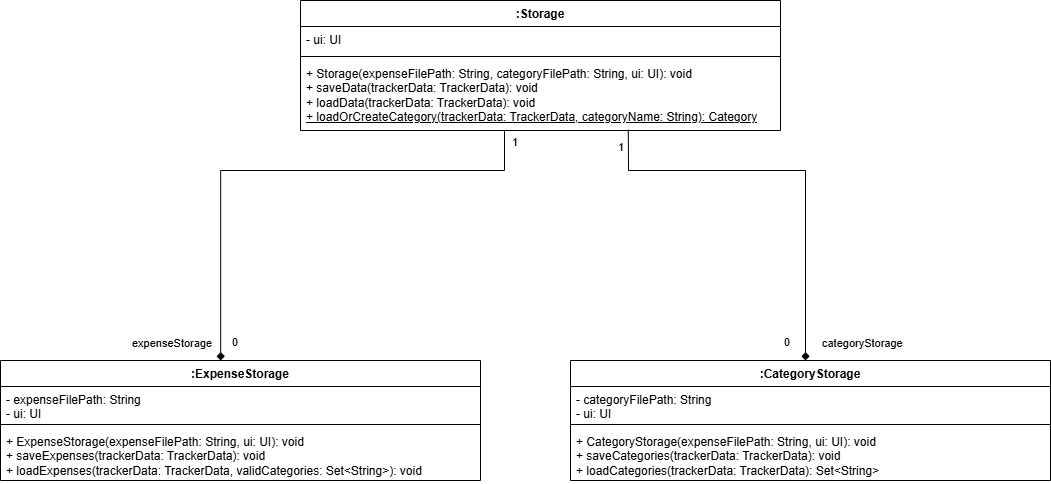 :Storage
- ui: UI
+ Storage(expenseFilePath: String, categoryFilePath: String, ui: UI): void
+ saveData(trackerData: TrackerData): void
+ loadData(trackerData: TrackerData): void
+ loadOrCreateCategory(trackerData: TrackerData, categoryName: String): Category
1
1
expenseStorage
0
0
categoryStorage
:ExpenseStorage
- expenseFilePath: String
- ui: UI
+ ExpenseStorage(expenseFilePath: String, ui: UI): void
+ saveExpenses(trackerData: TrackerData): void
+ loadExpenses(trackerData: TrackerData, validCategories: Set<String>): void
:CategoryStorage
- categoryFilePath: String
- ui: UI
+ CategoryStorage(expenseFilePath: String, ui: UI): void
+ saveCategories(trackerData: TrackerData): void
+ loadCategories(trackerData: TrackerData): Set<String>